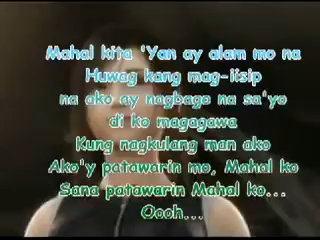 Mahal kita 'Yan ay alam mo na
Huwag kang mag-iisip
na ako ay nagbago na sa'yo
di ko magagawa
Kung nagkulang man ako
Ako'y patawarin mo, Mahal ko
Sana patawarin Mahal ko...
Oooh...